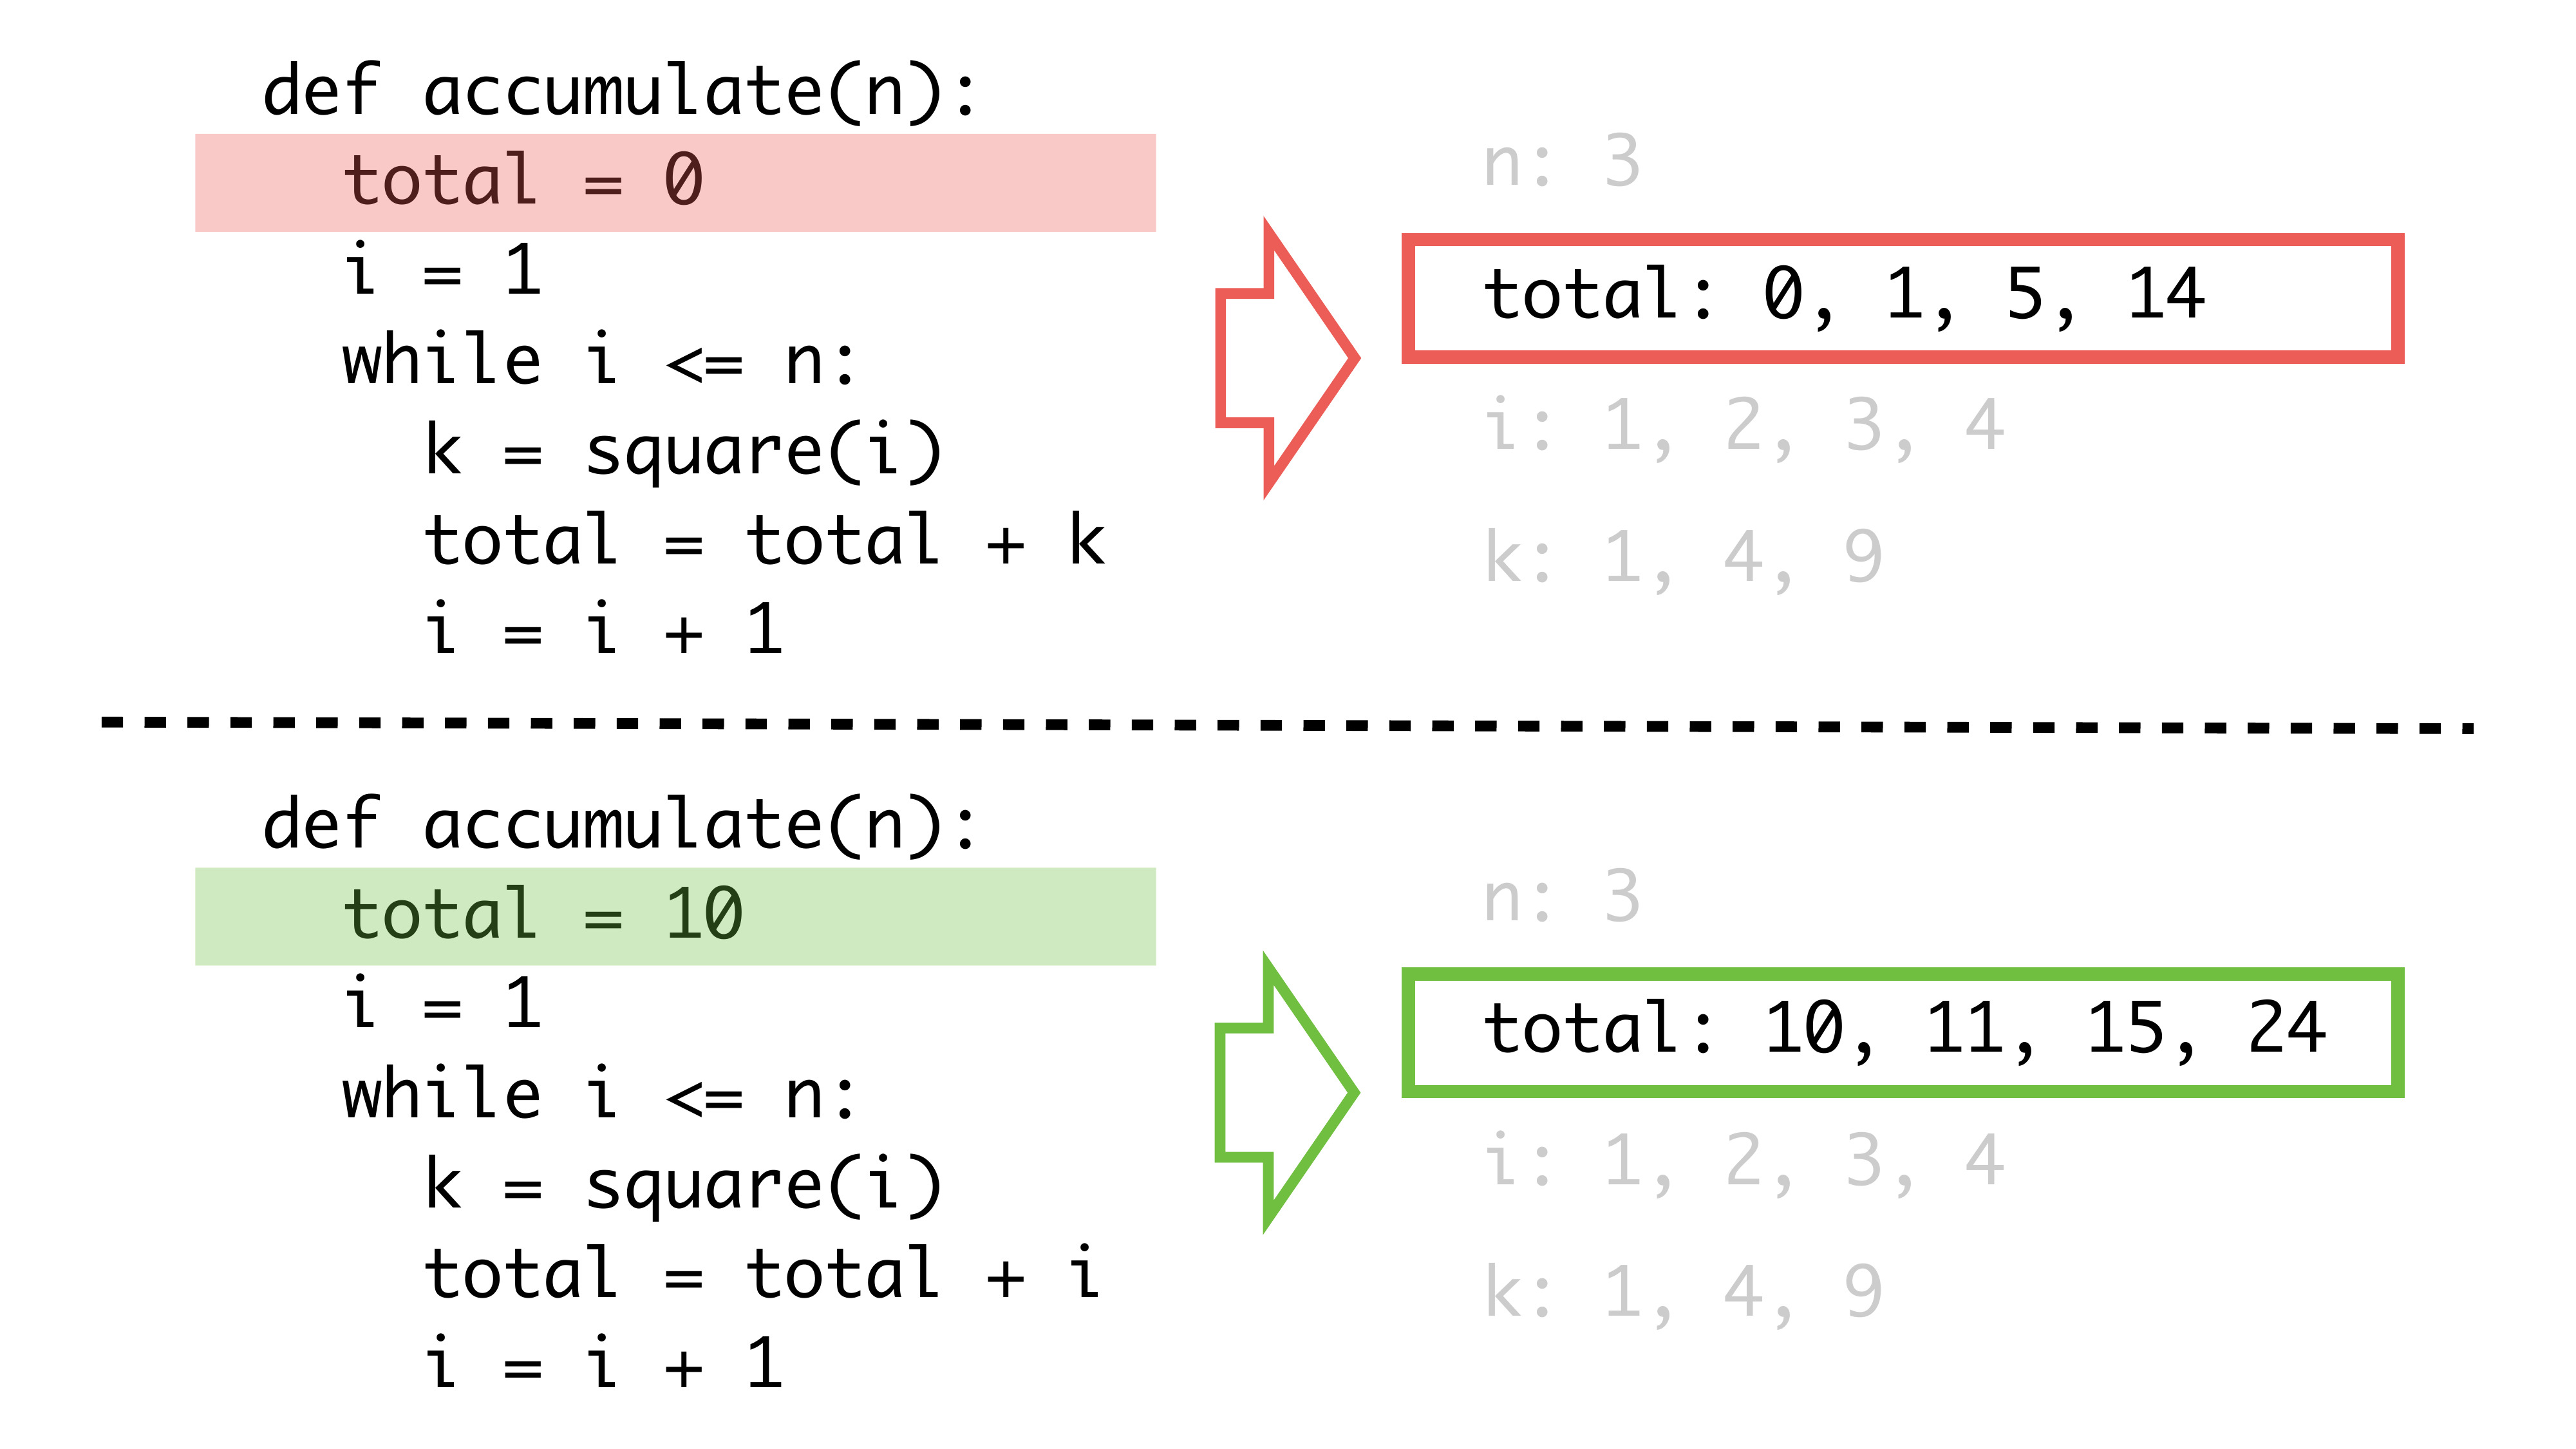 def accumulate(n):
total = 0
i = 1
while i <= n:
k = square(i)
total = total + k
i = i + 1
n: 3
total: 0, 1, 5, 14
i: 1, 2, 3, 4
k: 1, 4, 9
def accumulate(n):
total = 10
i = 1
while i <= n:
k = square(i)
total = total + i
i = i + 1
n: 3
total: 10, 11, 15, 24
i: 1, 2, 3, 4
k: 1, 4, 9